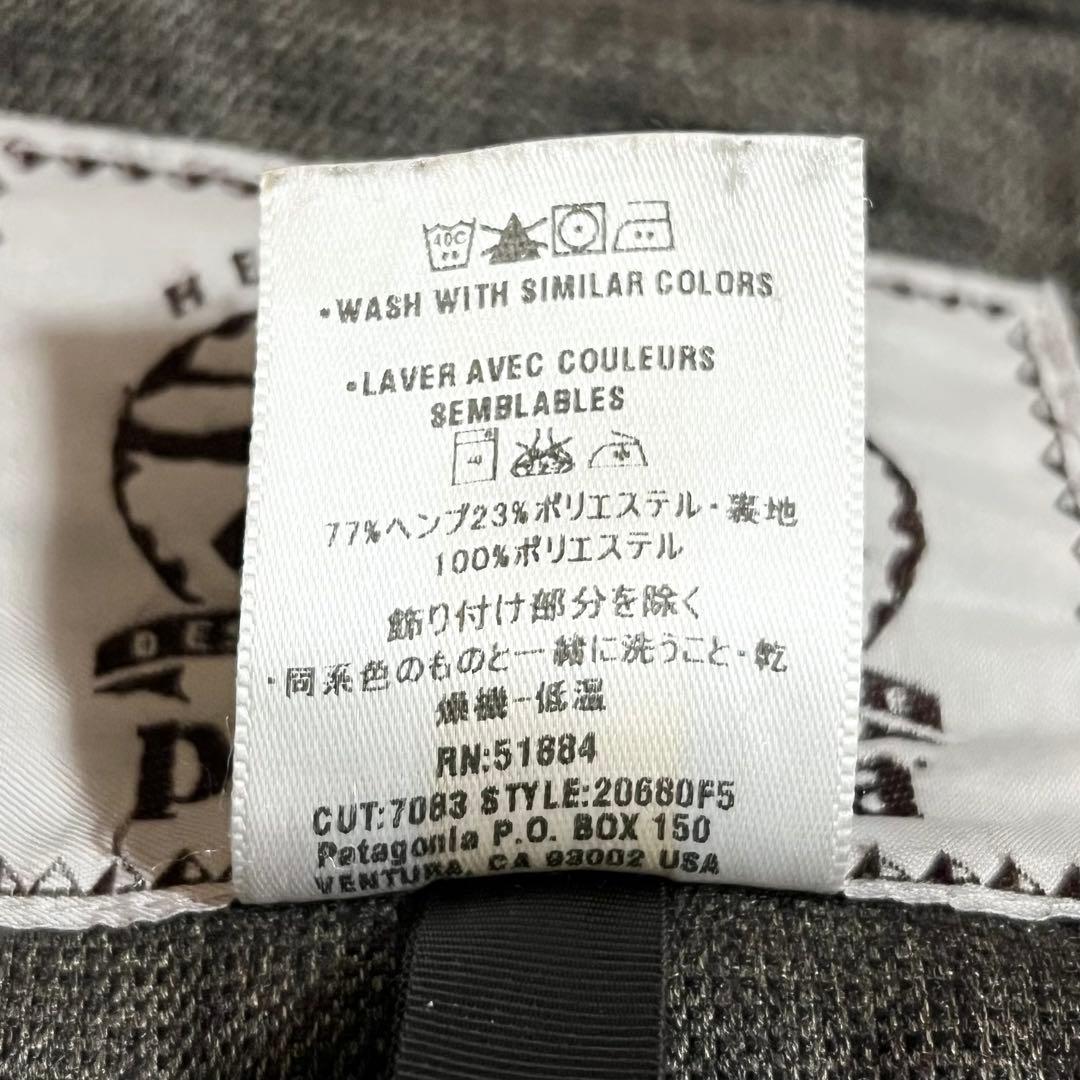 HE
40C
•WASH WITH SIMILAR COLORS
•LAVER AVEC COULEURS
SEMBLABLES
77%ヘンプ23%ポリエステル・裏地
100%ポリエステル
飾り付け部分を除く
・同系色のものと一緒に洗うこと・乾
燥機-低温
RN:51884
CUT:7083 STYLE:20680F5
Patagonia P.O. BOX 150
VENTURA, CA 93002 USA
DES
p
a